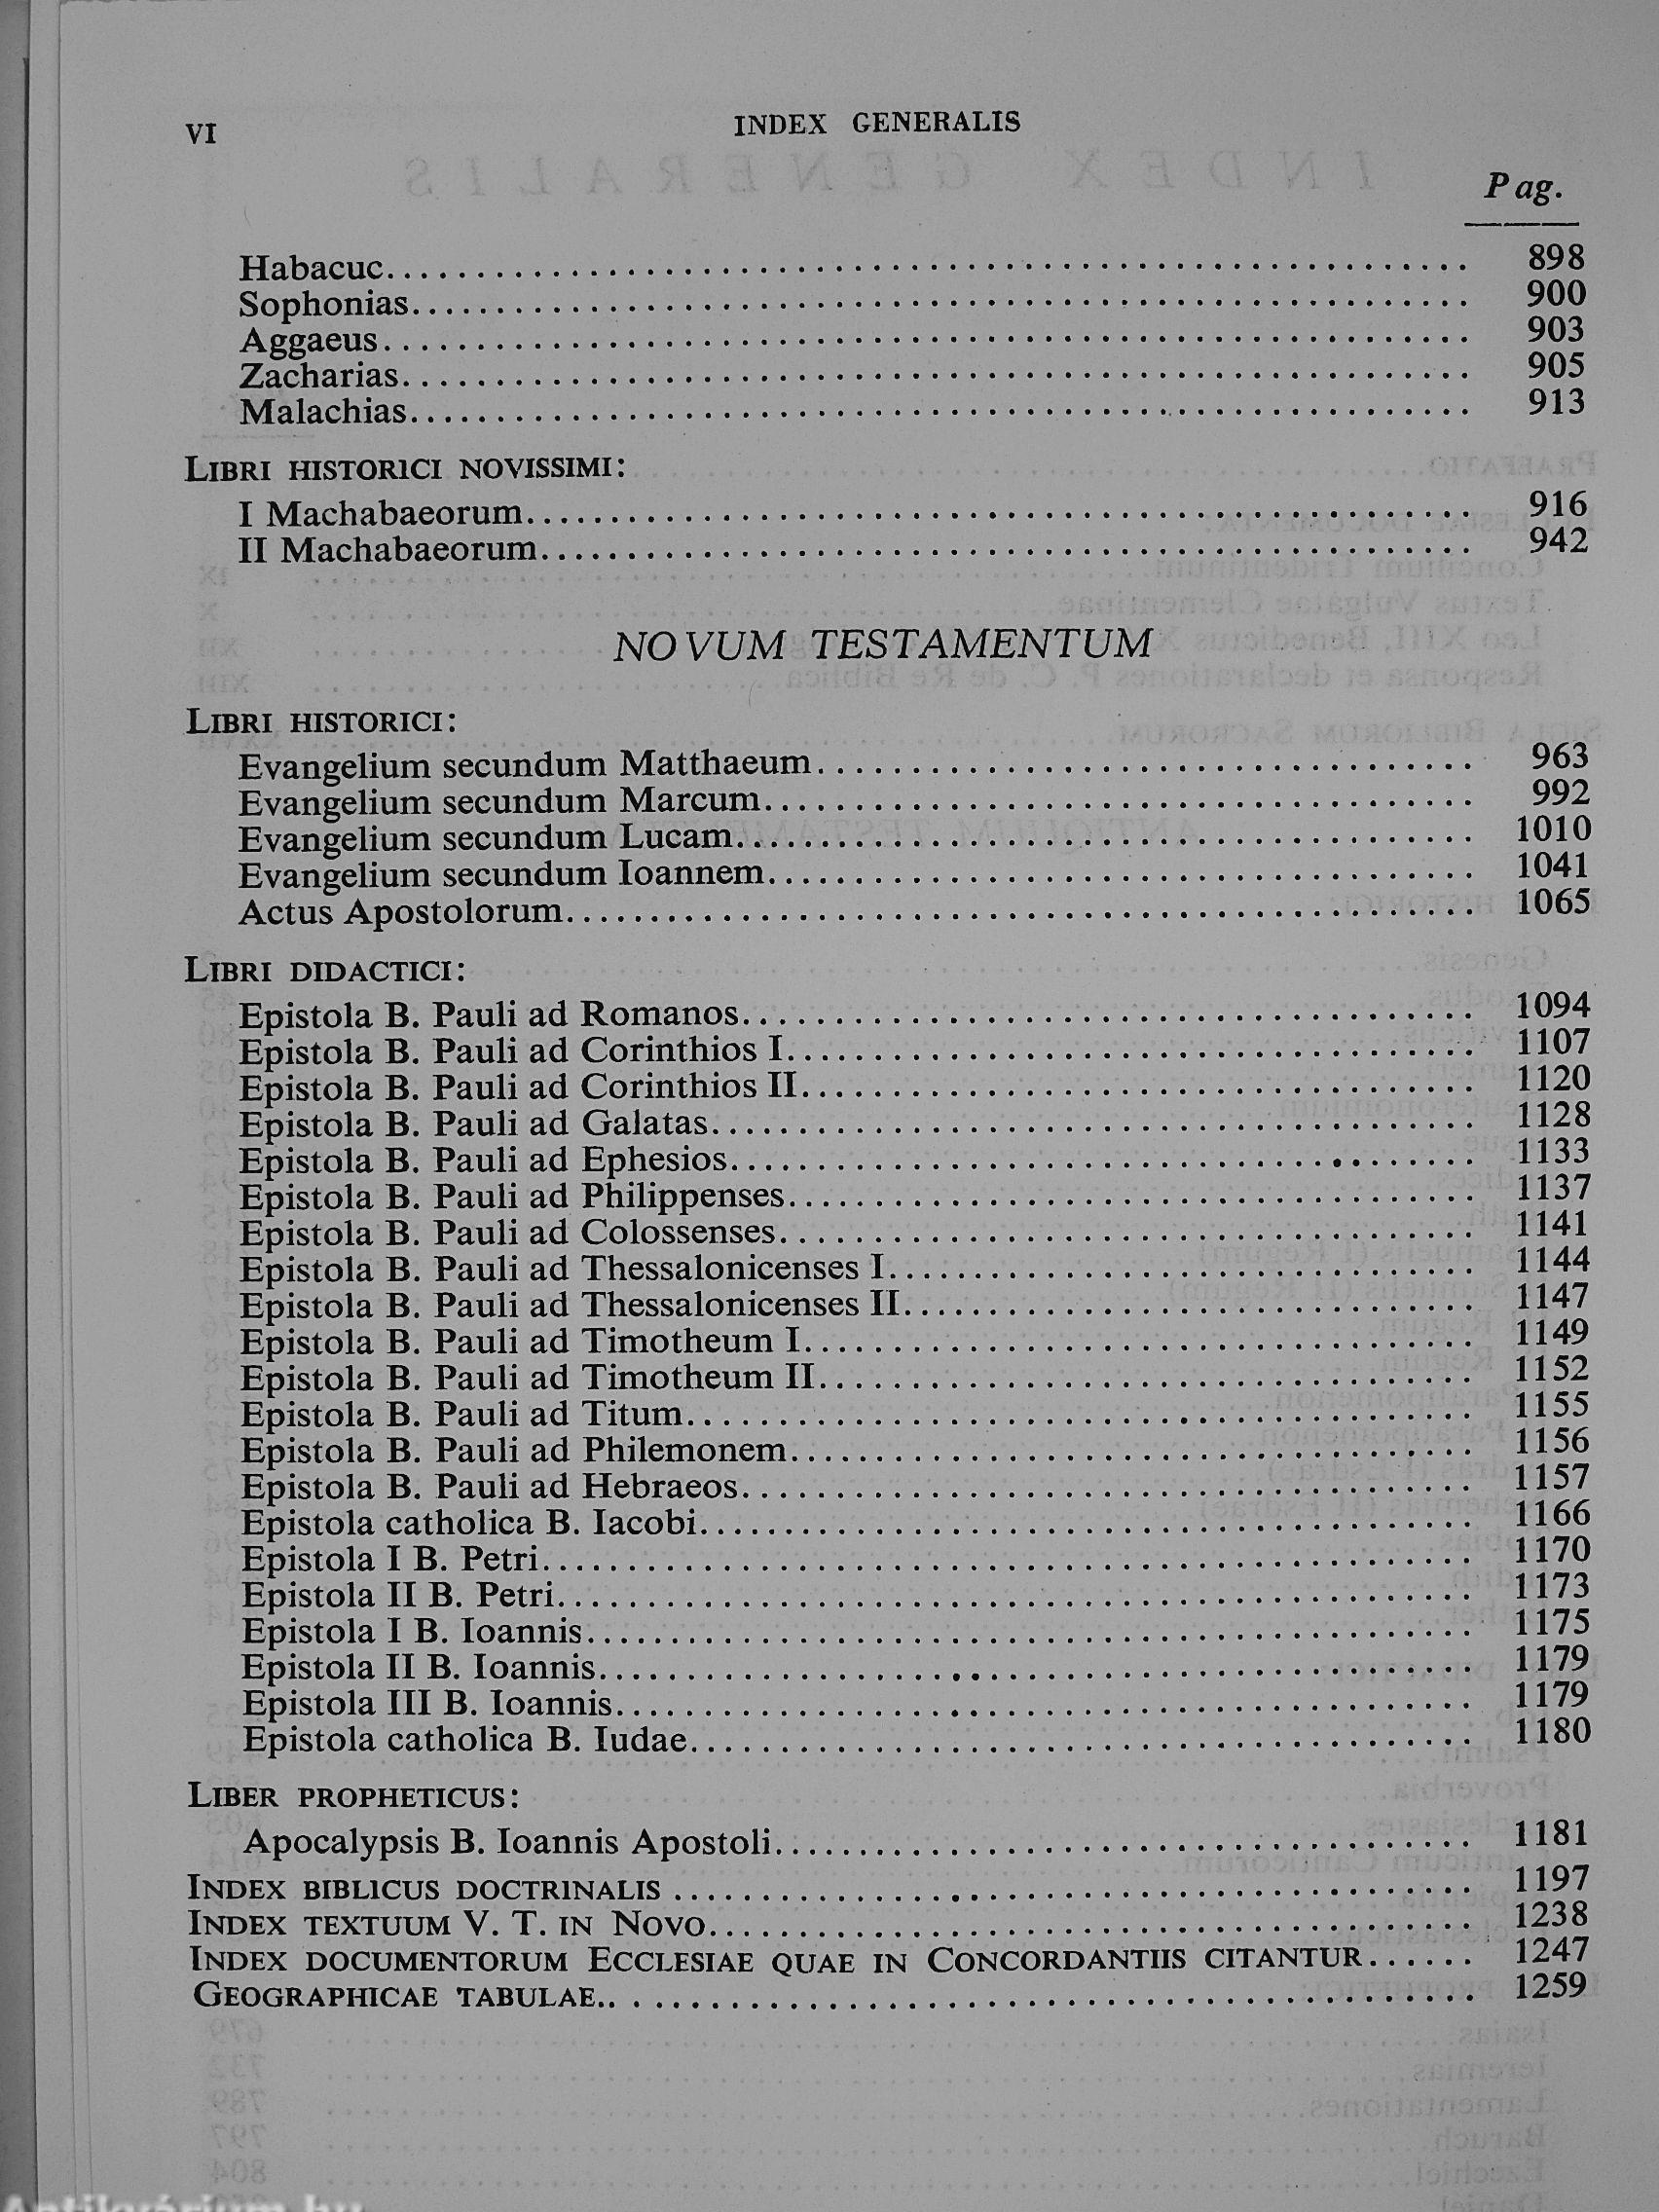 VI INDEX GENERALIS
Pag.
Habacuc 898
Sophonias 900
Aggaeus 903
Zacharias 905
Malachias 913
LIBRI HISTORICI NOVISSIMI:
I Machabaeorum 916
II Machabaeorum 942
NOVUM TESTAMENTUM
LIBRI HISTORICI:
Evangelium secundum Matthaeum 963
Evangelium secundum Marcum 992
Evangelium secundum Lucam 1010
Evangelium secundum Ioannem 1041
Actus Apostolorum 1065
LIBRI DIDACTICI:
Epistola B. Pauli ad Romanos 1094
Epistola B. Pauli ad Corinthios I 1107
Epistola B. Pauli ad Corinthios II 1120
Epistola B. Pauli ad Galatas 1128
Epistola B. Pauli ad Ephesios 1133
Epistola B. Pauli ad Philippenses 1137
Epistola B. Pauli ad Colossenses 1141
Epistola B. Pauli ad Thessalonicenses I 1144
Epistola B. Pauli ad Thessalonicenses II 1147
Epistola B. Pauli ad Timotheum I 1149
Epistola B. Pauli ad Timotheum II 1152
Epistola B. Pauli ad Titum 1155
Epistola B. Pauli ad Philemonem 1156
Epistola B. Pauli ad Hebraeos 1157
Epistola catholica B. Iacobi 1166
Epistola I B. Petri 1170
Epistola II B. Petri 1173
Epistola I B. Ioannis 1175
Epistola II B. Ioannis 1179
Epistola III B. Ioannis 1179
Epistola catholica B. Iudae 1180
LIBER PROPHETICUS:
Apocalypsis B. Ioannis Apostoli 1181
INDEX BIBLICUS DOCTRINALIS 1197
INDEX TEXTUUM V. T. IN NOVO 1238
INDEX DOCUMENTORUM ECCLESIAE QUAE IN CONCORDANTIIS CITANTUR 1247
GEOGRAPHICAE TABULAE 1259
Antikvárium.hu